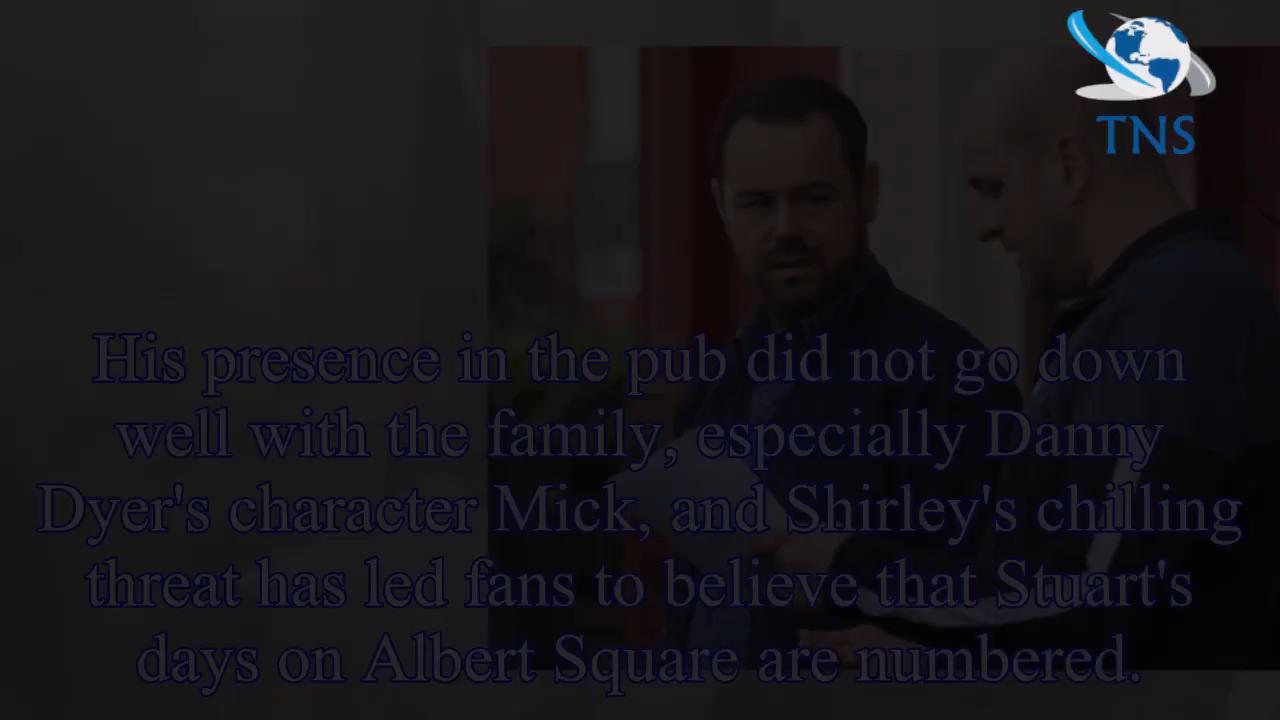 TNS
His presence in the pub did not go down
well with the family, especially Danny
Dyer's character Mick, and Shirley's chilling
threat has led fans to believe that Stuart's
days on Albert Square are numbered.